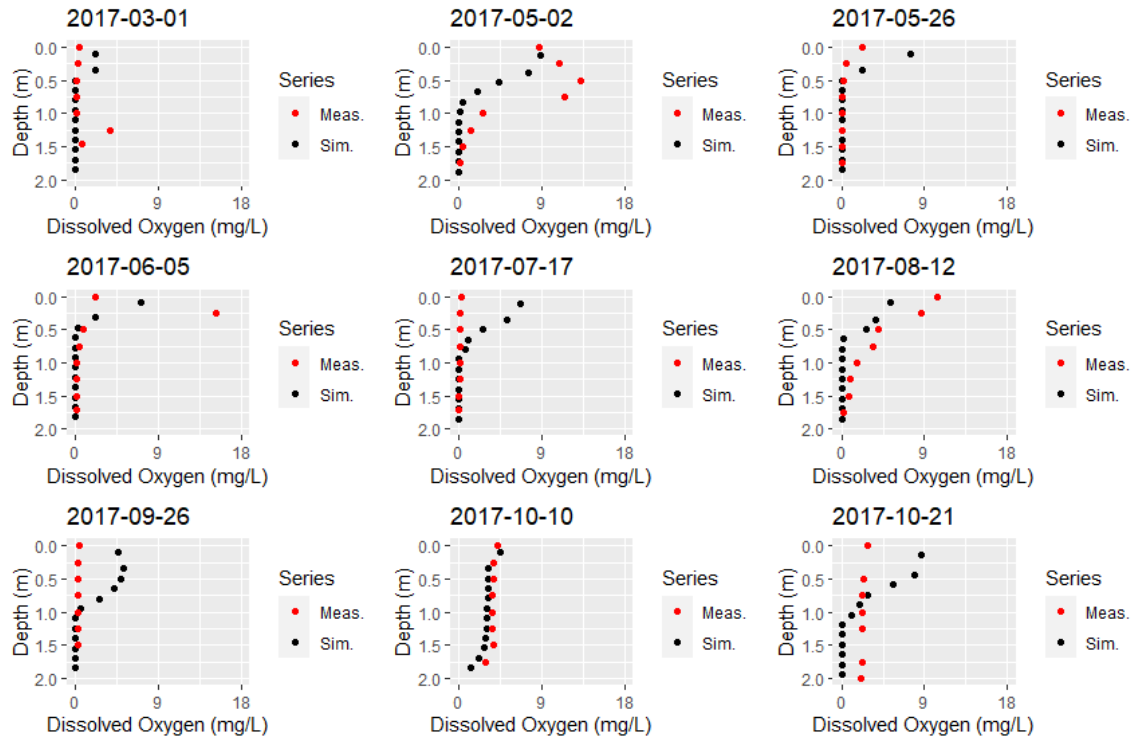 2017-03-01
0.0
0.5
1.0
1.5
2.0
Depth (m)
0 9 18
Dissolved Oxygen (mg/L)
Series
Meas.
Sim.
2017-05-02
0.0
0.5
1.0
1.5
2.0
Depth (m)
0 9 18
Dissolved Oxygen (mg/L)
Series
Meas.
Sim.
2017-05-26
0.0
0.5
1.0
1.5
2.0
Depth (m)
0 9 18
Dissolved Oxygen (mg/L)
Series
Meas.
Sim.
2017-06-05
0.0
0.5
1.0
1.5
2.0
Depth (m)
0 9 18
Dissolved Oxygen (mg/L)
Series
Meas.
Sim.
2017-07-17
0.0
0.5
1.0
1.5
2.0
Depth (m)
0 9 18
Dissolved Oxygen (mg/L)
Series
Meas.
Sim.
2017-08-12
0.0
0.5
1.0
1.5
2.0
Depth (m)
0 9 18
Dissolved Oxygen (mg/L)
Series
Meas.
Sim.
2017-09-26
0.0
0.5
1.0
1.5
2.0
Depth (m)
0 9 18
Dissolved Oxygen (mg/L)
Series
Meas.
Sim.
2017-10-10
0.0
0.5
1.0
1.5
2.0
Depth (m)
0 9 18
Dissolved Oxygen (mg/L)
Series
Meas.
Sim.
2017-10-21
0.0
0.5
1.0
1.5
2.0
Depth (m)
0 9 18
Dissolved Oxygen (mg/L)
Series
Meas.
Sim.